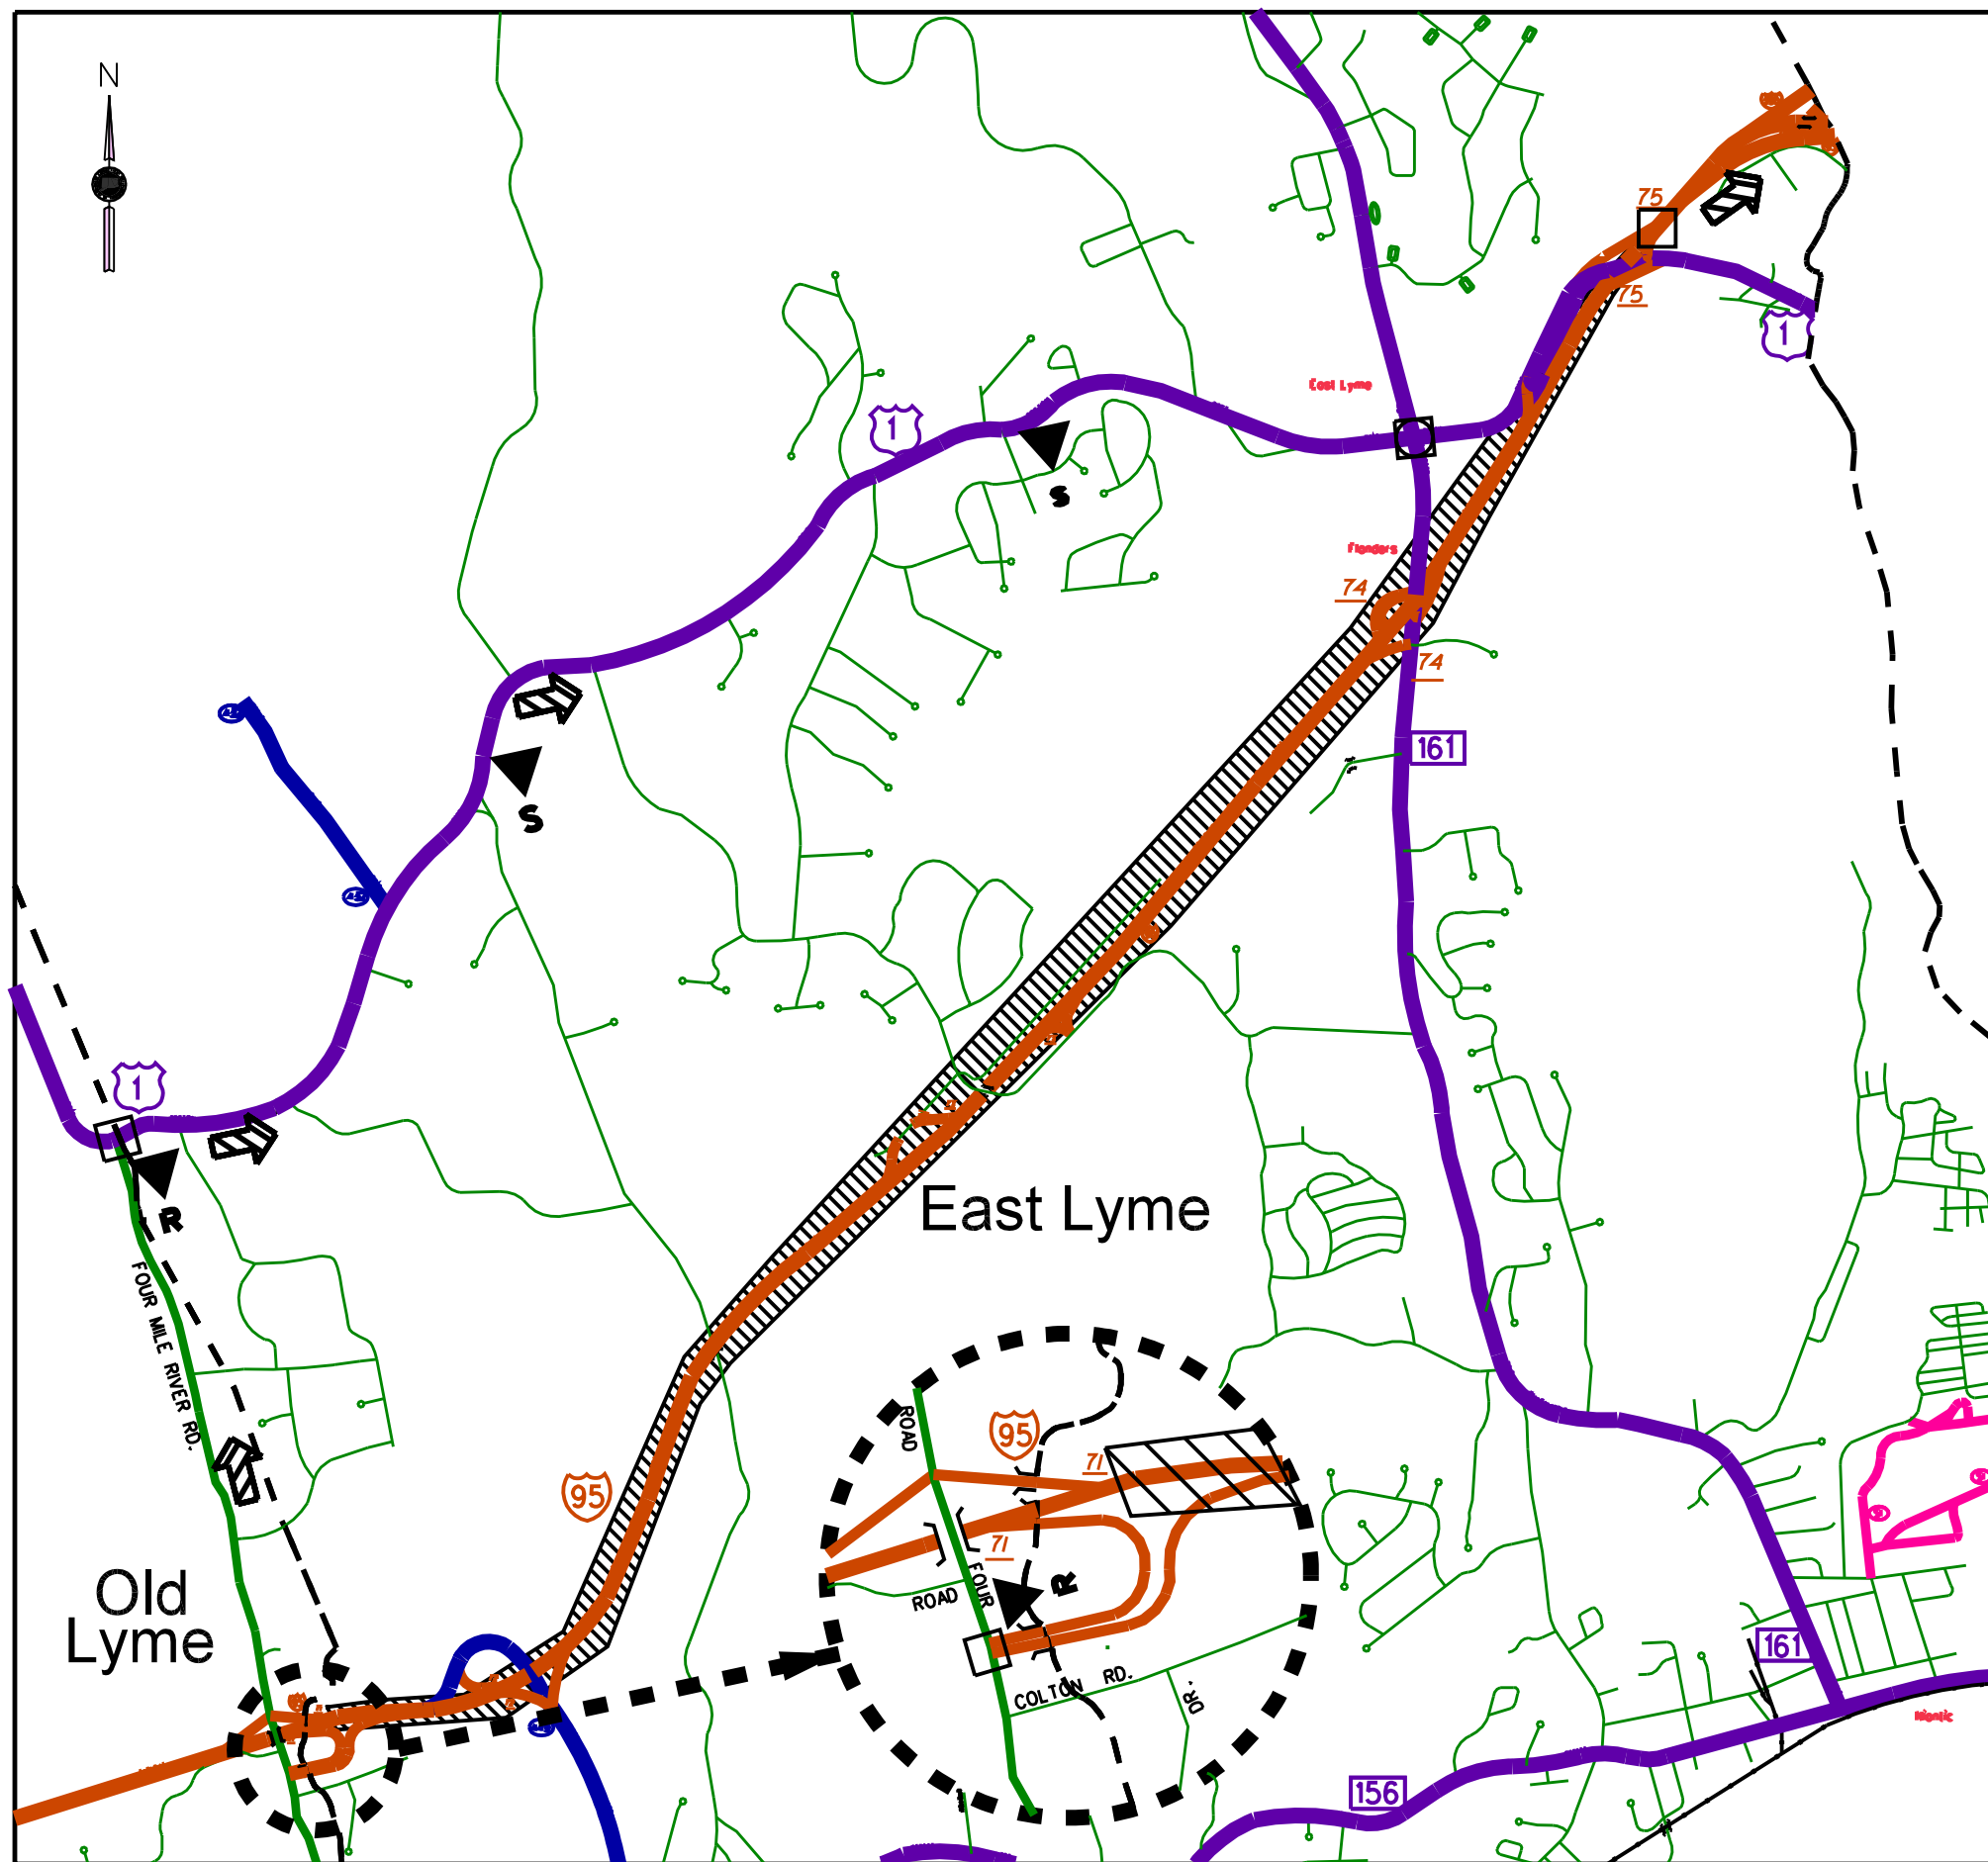 N
75
75
1
East Lyme
1
S
Flanders
74
74
161
S
1
R
East Lyme
FOUR MILE RIVER RD.
ROAD
95
71
95
71
FOUR
R
ROAD
Old
Lyme
COLTON RD.
DR.
161
Niantic
156